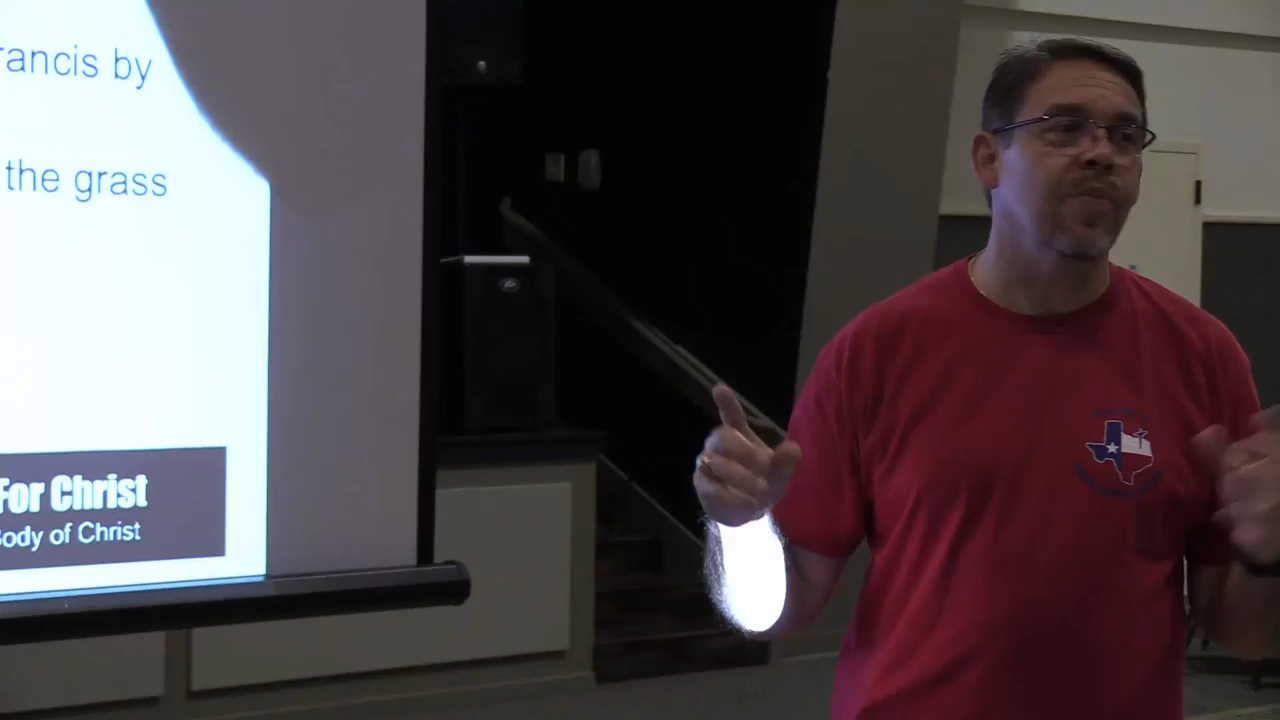 rancis by
the grass
For Christ
Body of Christ